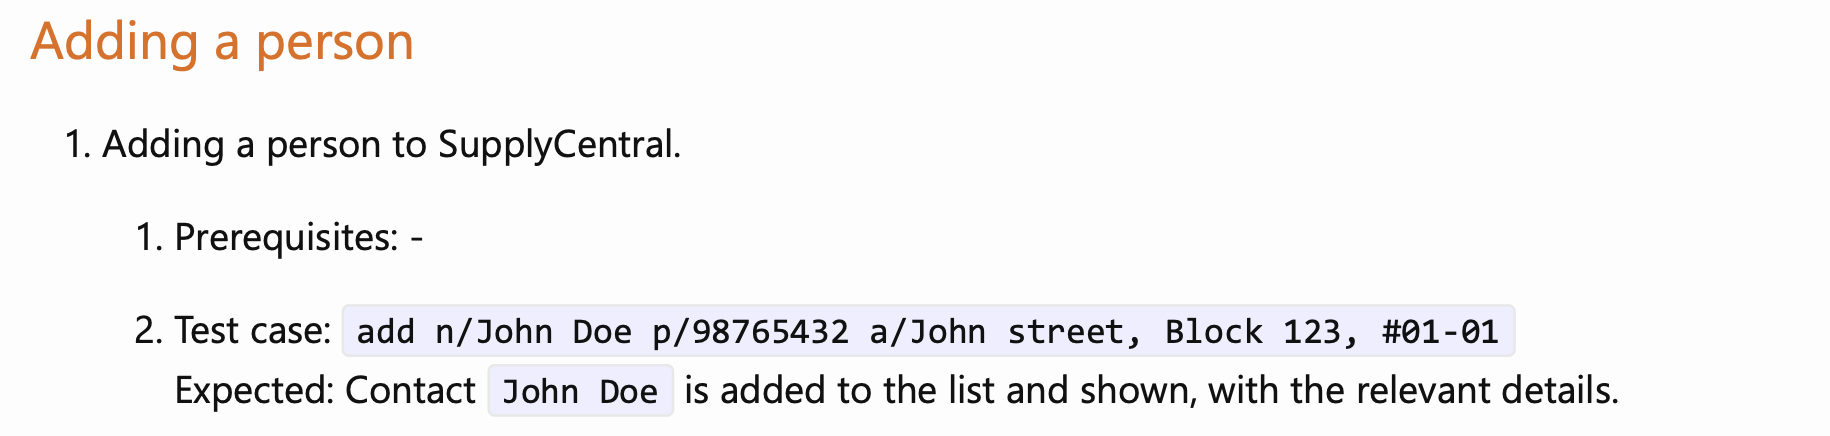 Adding a person
1. Adding a person to SupplyCentral.
1. Prerequisites: -
2. Test case: add n/John Doe p/98765432 a/John street, Block 123, #01-01
Expected: Contact John Doe is added to the list and shown, with the relevant details.